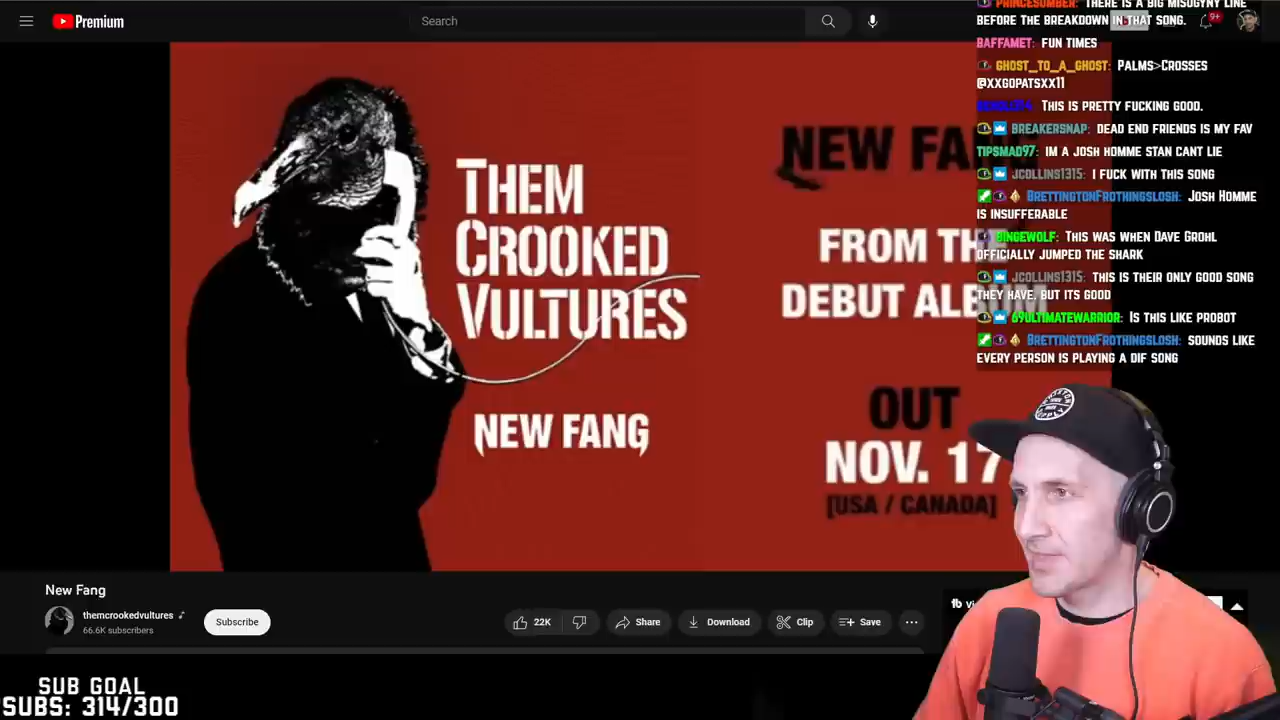 Premium
Search
9+
PRINCESOMBER: THERE IS A BIG MISOGYNY LINE
BEFORE THE BREAKDOWN IN THAT SONG.
BAFFAMET: FUN TIMES
GHOST_TO_A_GHOST: PALMS>CROSSES
@XXGOPATSXX11
THIS IS PRETTY FUCKING GOOD.
BREAKERSNAP: DEAD END FRIENDS IS MY FAV
TIPSMAD97: IM A JOSH HOMME STAN CANT LIE
JCOLLINS1315: I FUCK WITH THIS SONG
BRETTINGTONFROTHINGSLOSH: JOSH HOMME
IS INSUFFERABLE
BINGEWOLF: THIS WAS WHEN DAVE GROHL
OFFICIALLY JUMPED THE SHARK
JCOLLINS1315: THIS IS THEIR ONLY GOOD SONG
THEY HAVE, BUT ITS GOOD
69ULTIMATEWARRIOR: IS THIS LIKE PROBOT
BRETTINGTONFROTHINGSLOSH: SOUNDS LIKE
EVERY PERSON IS PLAYING A DIF SONG
THEM
CROOKED
VULTURES
NEW FANG
NEW FA
FROM THE
DEBUT ALBUM
OUT
NOV. 17
[USA / CANADA]
New Fang
themcrookedvultures
66.6K subscribers
Subscribe
22K
Share
Download
Clip
Save
SUB GOAL
SUBS: 314/300